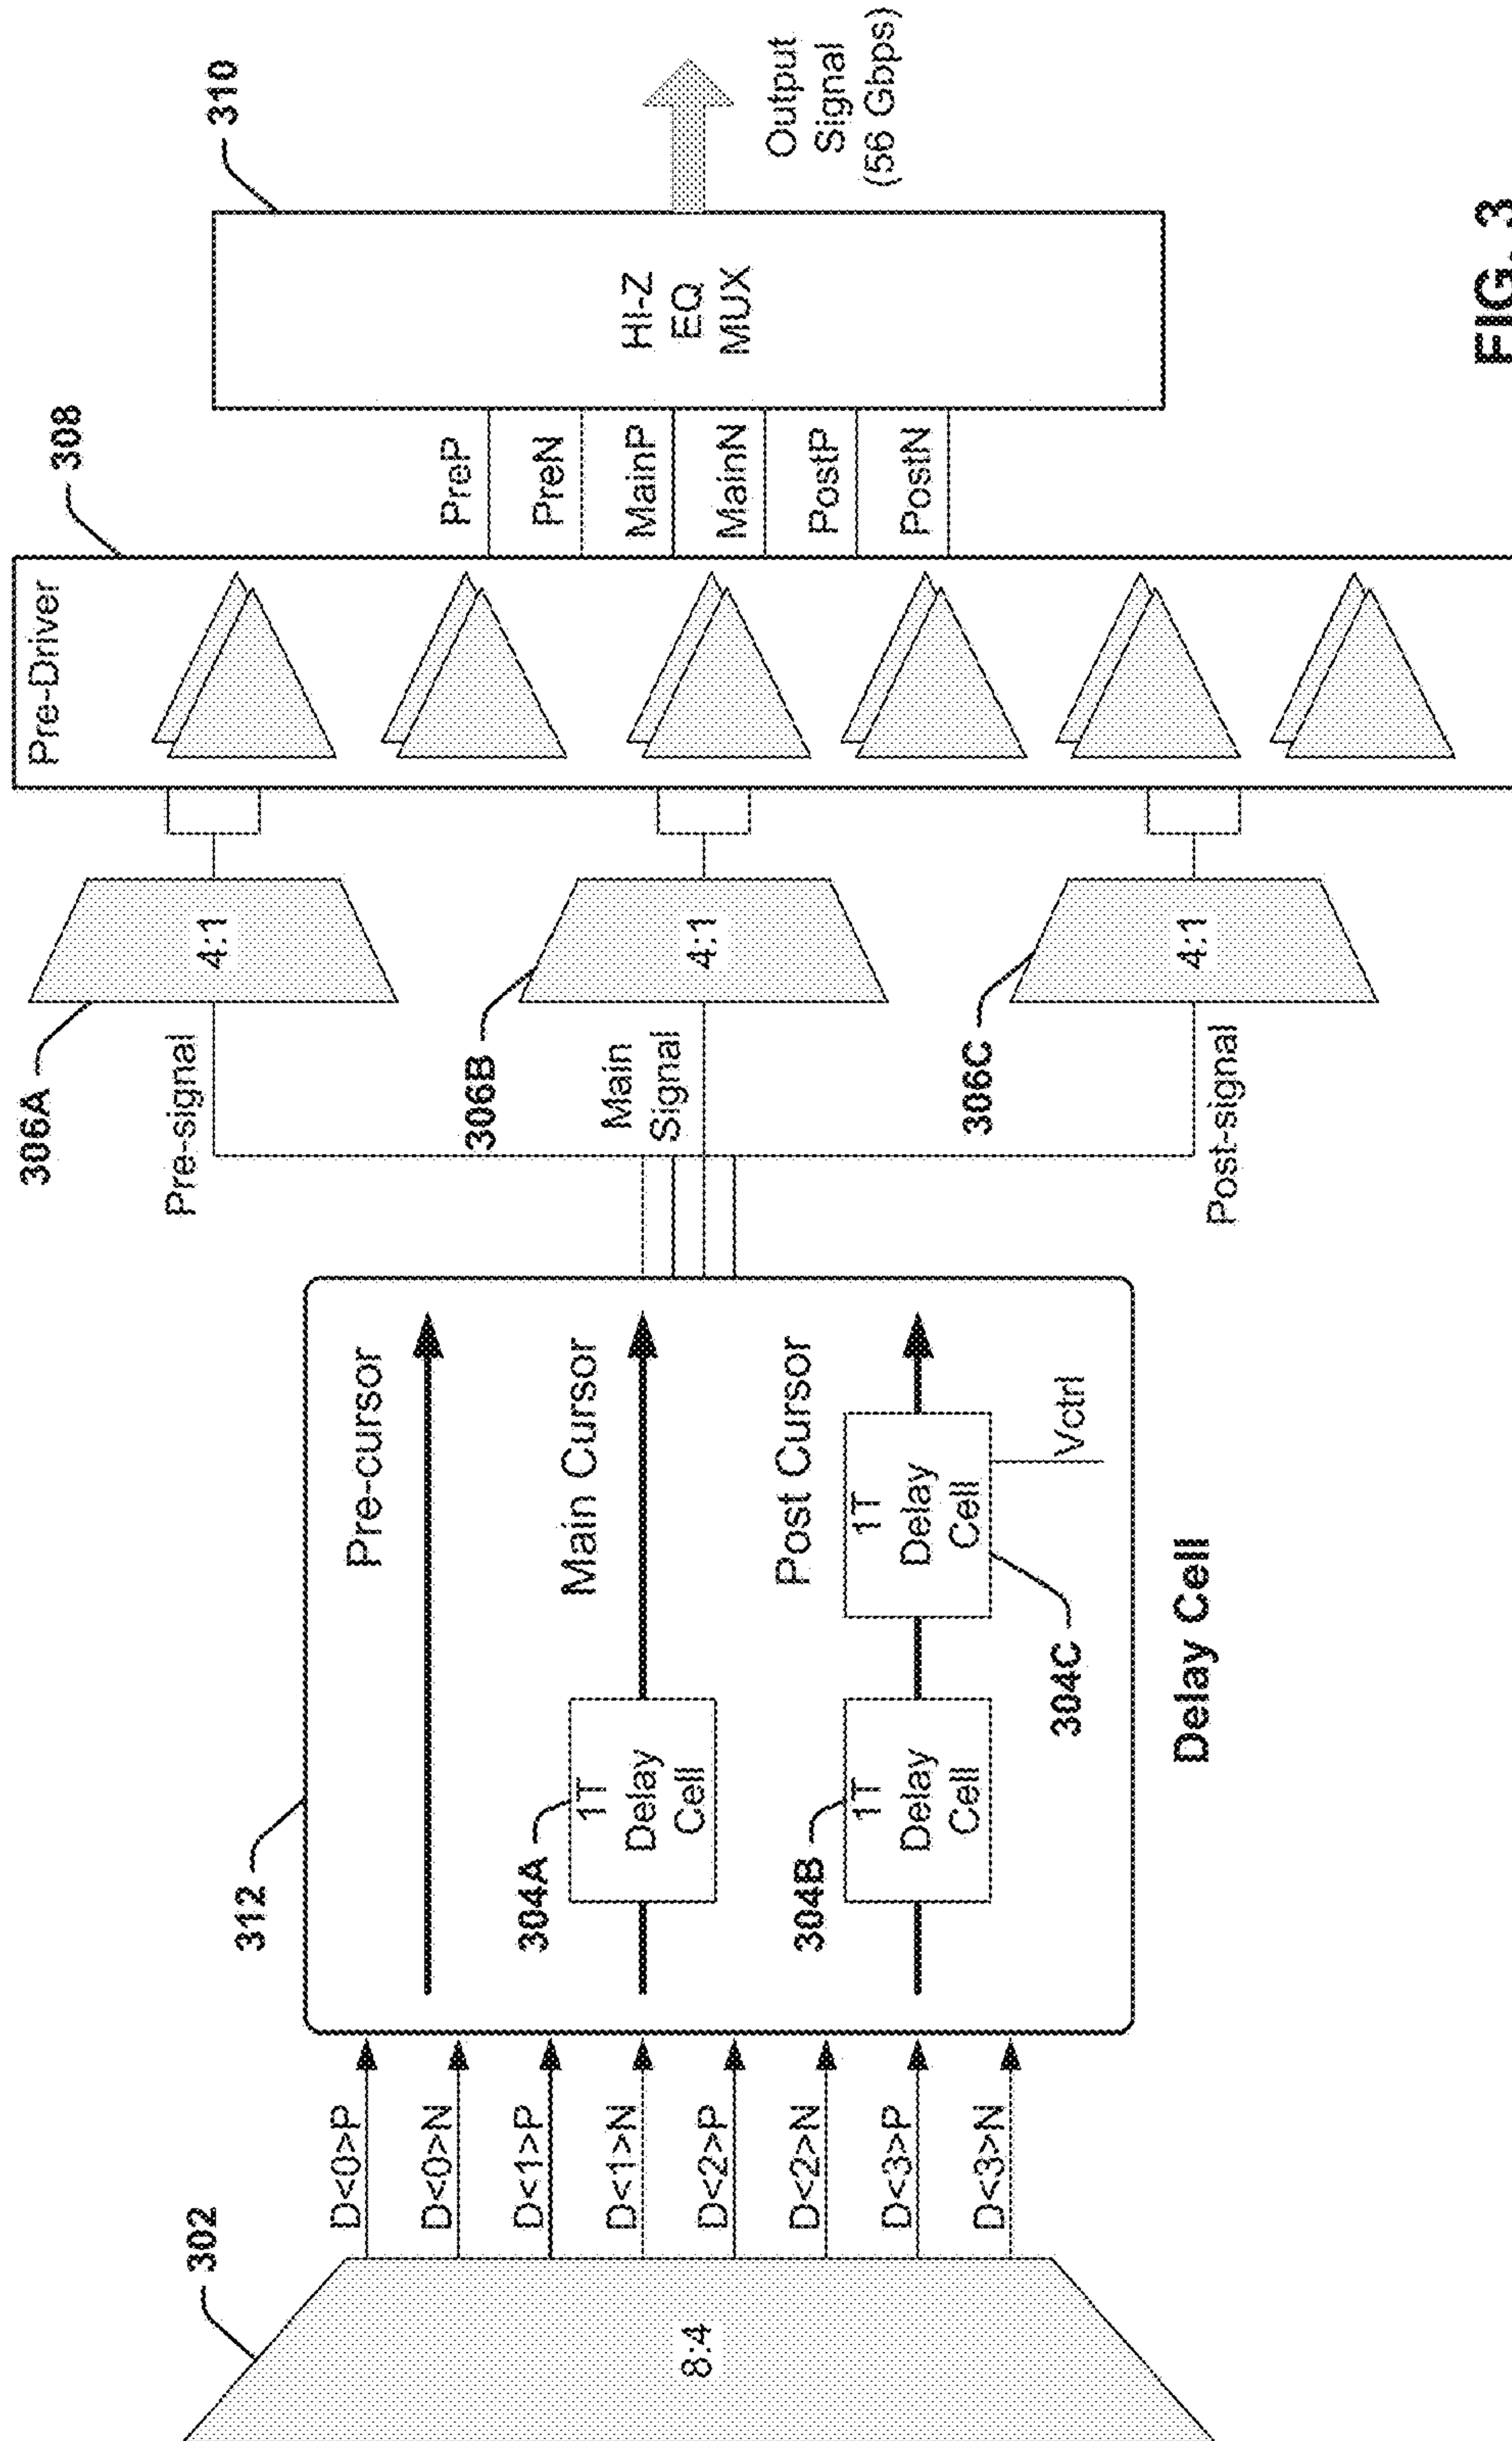 302
8:4
D<0>P
D<0>N
D<1>P
D<1>N
D<2>P
D<2>N
D<3>P
D<3>N
312
Pre-cursor
304A
1T
Delay
Cell
Main Cursor
304B
1T
Delay
Cell
Post Cursor
1T
Delay
Cell
304C
Vctrl
Delay Cell
306A
Pre-signal
4:1
306B
Main
Signal
4:1
306C
Post-signal
4:1
308
Pre-Driver
PreP
PreN
MainP
MainN
PostP
PostN
310
HI-Z
EQ
MUX
Output
Signal
(56 Gbps)
FIG. 3